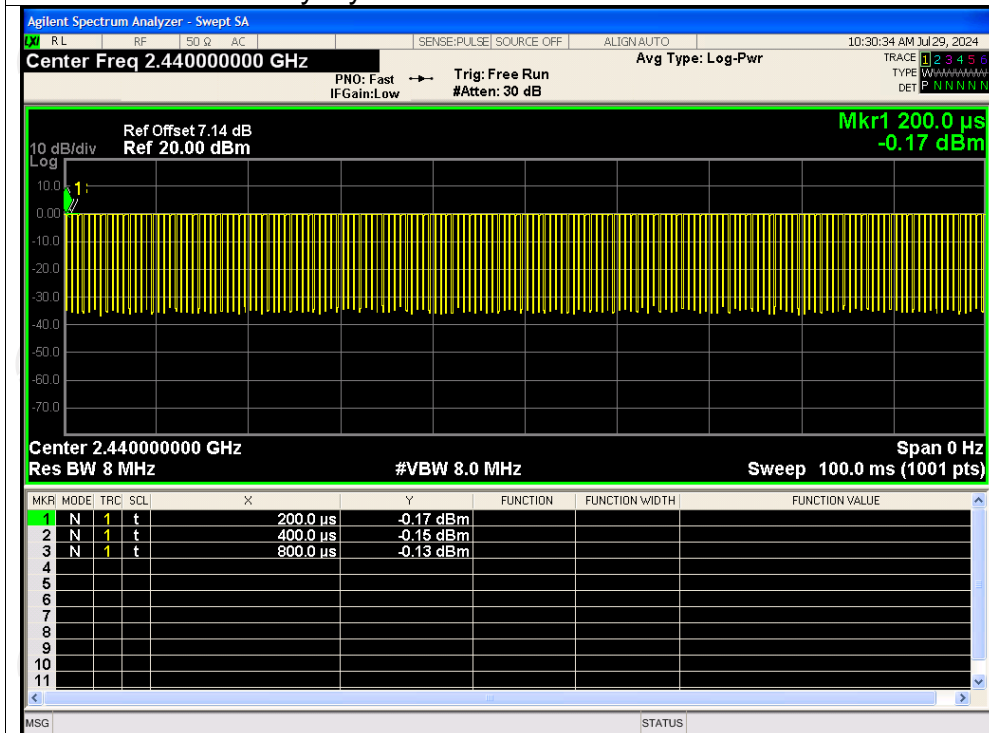 Agilent Spectrum Analyzer - Swept SA
LXI RL RF 50 Ω AC SENSE:PULSE SOURCE OFF ALIGN AUTO 10:30:34 AM Jul 29, 2024
Center Freq 2.440000000 GHz
PNO: Fast
IFGain:Low
Trig: Free Run
#Atten: 30 dB
Avg Type: Log-Pwr
TRACE 1 2 3 4 5 6
TYPE
DET P N N N N N
Mkr1 200.0 µs
-0.17 dBm
Ref Offset 7.14 dB
10 dB/div Ref 20.00 dBm
Log
10.0
1
0.00
-10.0
-20.0
-30.0
-40.0
-50.0
-60.0
-70.0
Center 2.440000000 GHz Span 0 Hz
Res BW 8 MHz #VBW 8.0 MHz Sweep 100.0 ms (1001 pts)
MKR MODE TRC SCL X Y FUNCTION FUNCTION WIDTH FUNCTION VALUE
1 N 1 t 200.0 µs -0.17 dBm
2 N 1 t 400.0 µs -0.15 dBm
3 N 1 t 800.0 µs -0.13 dBm
4
5
6
7
8
9
10
11
MSG STATUS